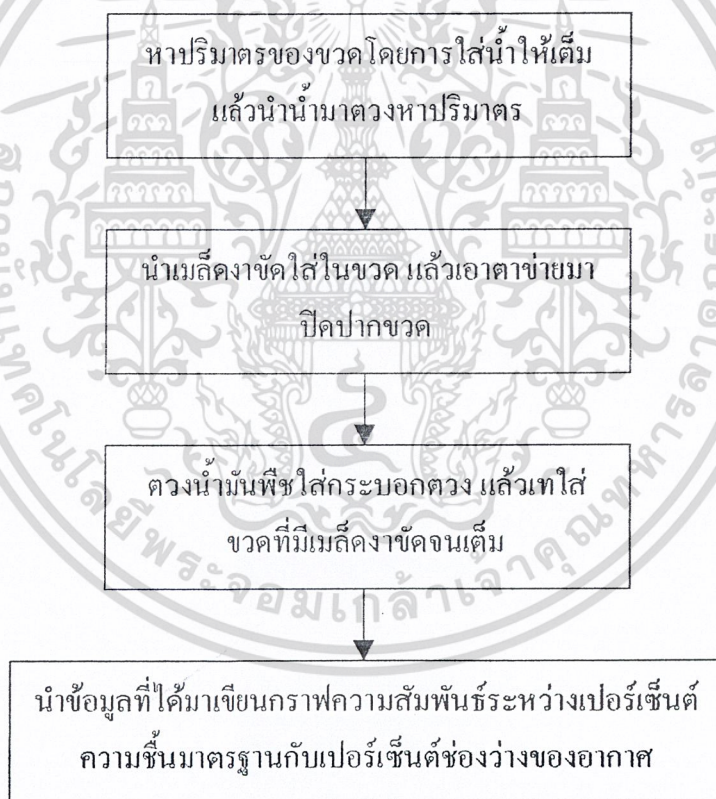 หาปริมาตรของขวดโดยการใส่น้ำให้เต็ม
แล้วนำน้ำมาตวงหาปริมาตร
นำเมล็ดงาขัดใส่ในขวด แล้วเอาตาข่ายมา
ปิดปากขวด
ตวงน้ำมันพืชใส่กระบอกตวง แล้วเทใส่
ขวดที่มีเมล็ดงาขัดจนเต็ม
นำข้อมูลที่ได้มาเขียนกราฟความสัมพันธ์ระหว่างเปอร์เซ็นต์
ความชื้นมาตรฐานกับเปอร์เซ็นต์ช่องว่างของอากาศ